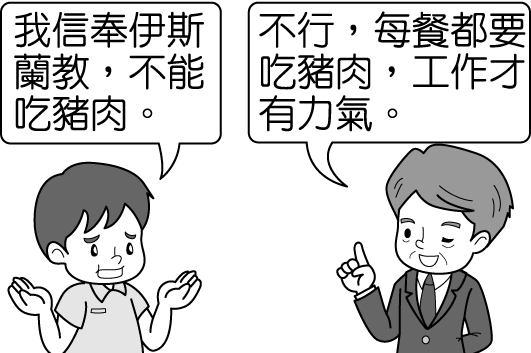 我信奉伊斯
蘭教，不能
吃豬肉。
不行，每餐都要
吃豬肉，工作才
有力氣。